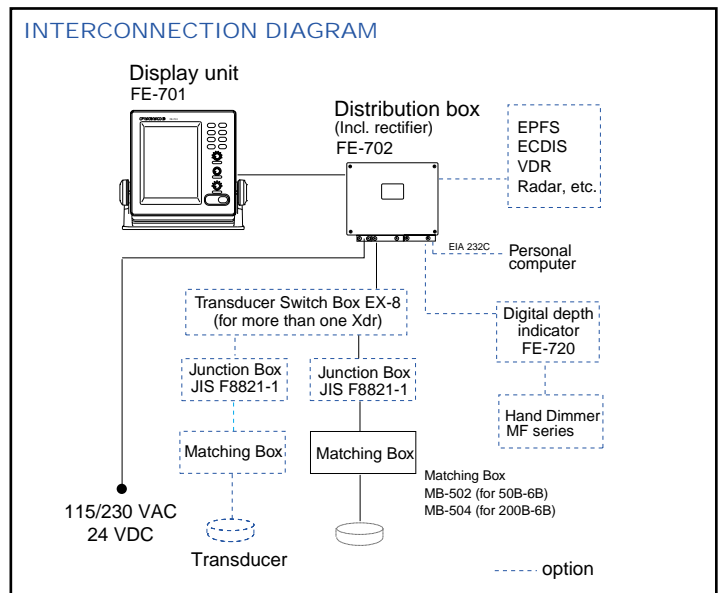 INTERCONNECTION DIAGRAM
Display unit
FE-701
Distribution box
(Incl. rectifier)
FE-702
EPFS
ECDIS
VDR
Radar, etc.
EIA 232C
Personal
computer
Transducer Switch Box EX-8
(for more than one Xdr)
Digital depth
indicator
FE-720
Junction Box
JIS F8821-1
Junction Box
JIS F8821-1
Hand Dimmer
MF series
Matching Box
Matching Box
Matching Box
MB-502 (for 50B-6B)
MB-504 (for 200B-6B)
115/230 VAC
24 VDC
Transducer
option